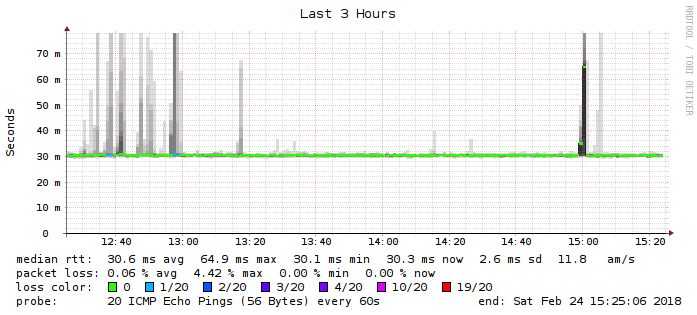 Last 3 Hours
RRDTOOL / TOBI OETIKER
Seconds
70 m
60 m
50 m
40 m
30 m
20 m
10 m
0
12:40 13:00 13:20 13:40 14:00 14:20 14:40 15:00 15:20
median rtt: 30.6 ms avg 64.9 ms max 30.1 ms min 30.3 ms now 2.6 ms sd 11.8 am/s
packet loss: 0.06 % avg 4.42 % max 0.00 % min 0.00 % now
loss color: 0 1/20 2/20 3/20 4/20 10/20 19/20
probe: 20 ICMP Echo Pings (56 Bytes) every 60s end: Sat Feb 24 15:25:06 2018